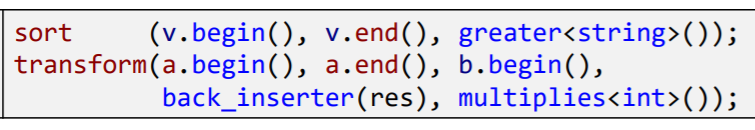 sort     (v.begin(), v.end(), greater<string>());
transform(a.begin(), a.end(), b.begin(),
         back_inserter(res), multiplies<int>());